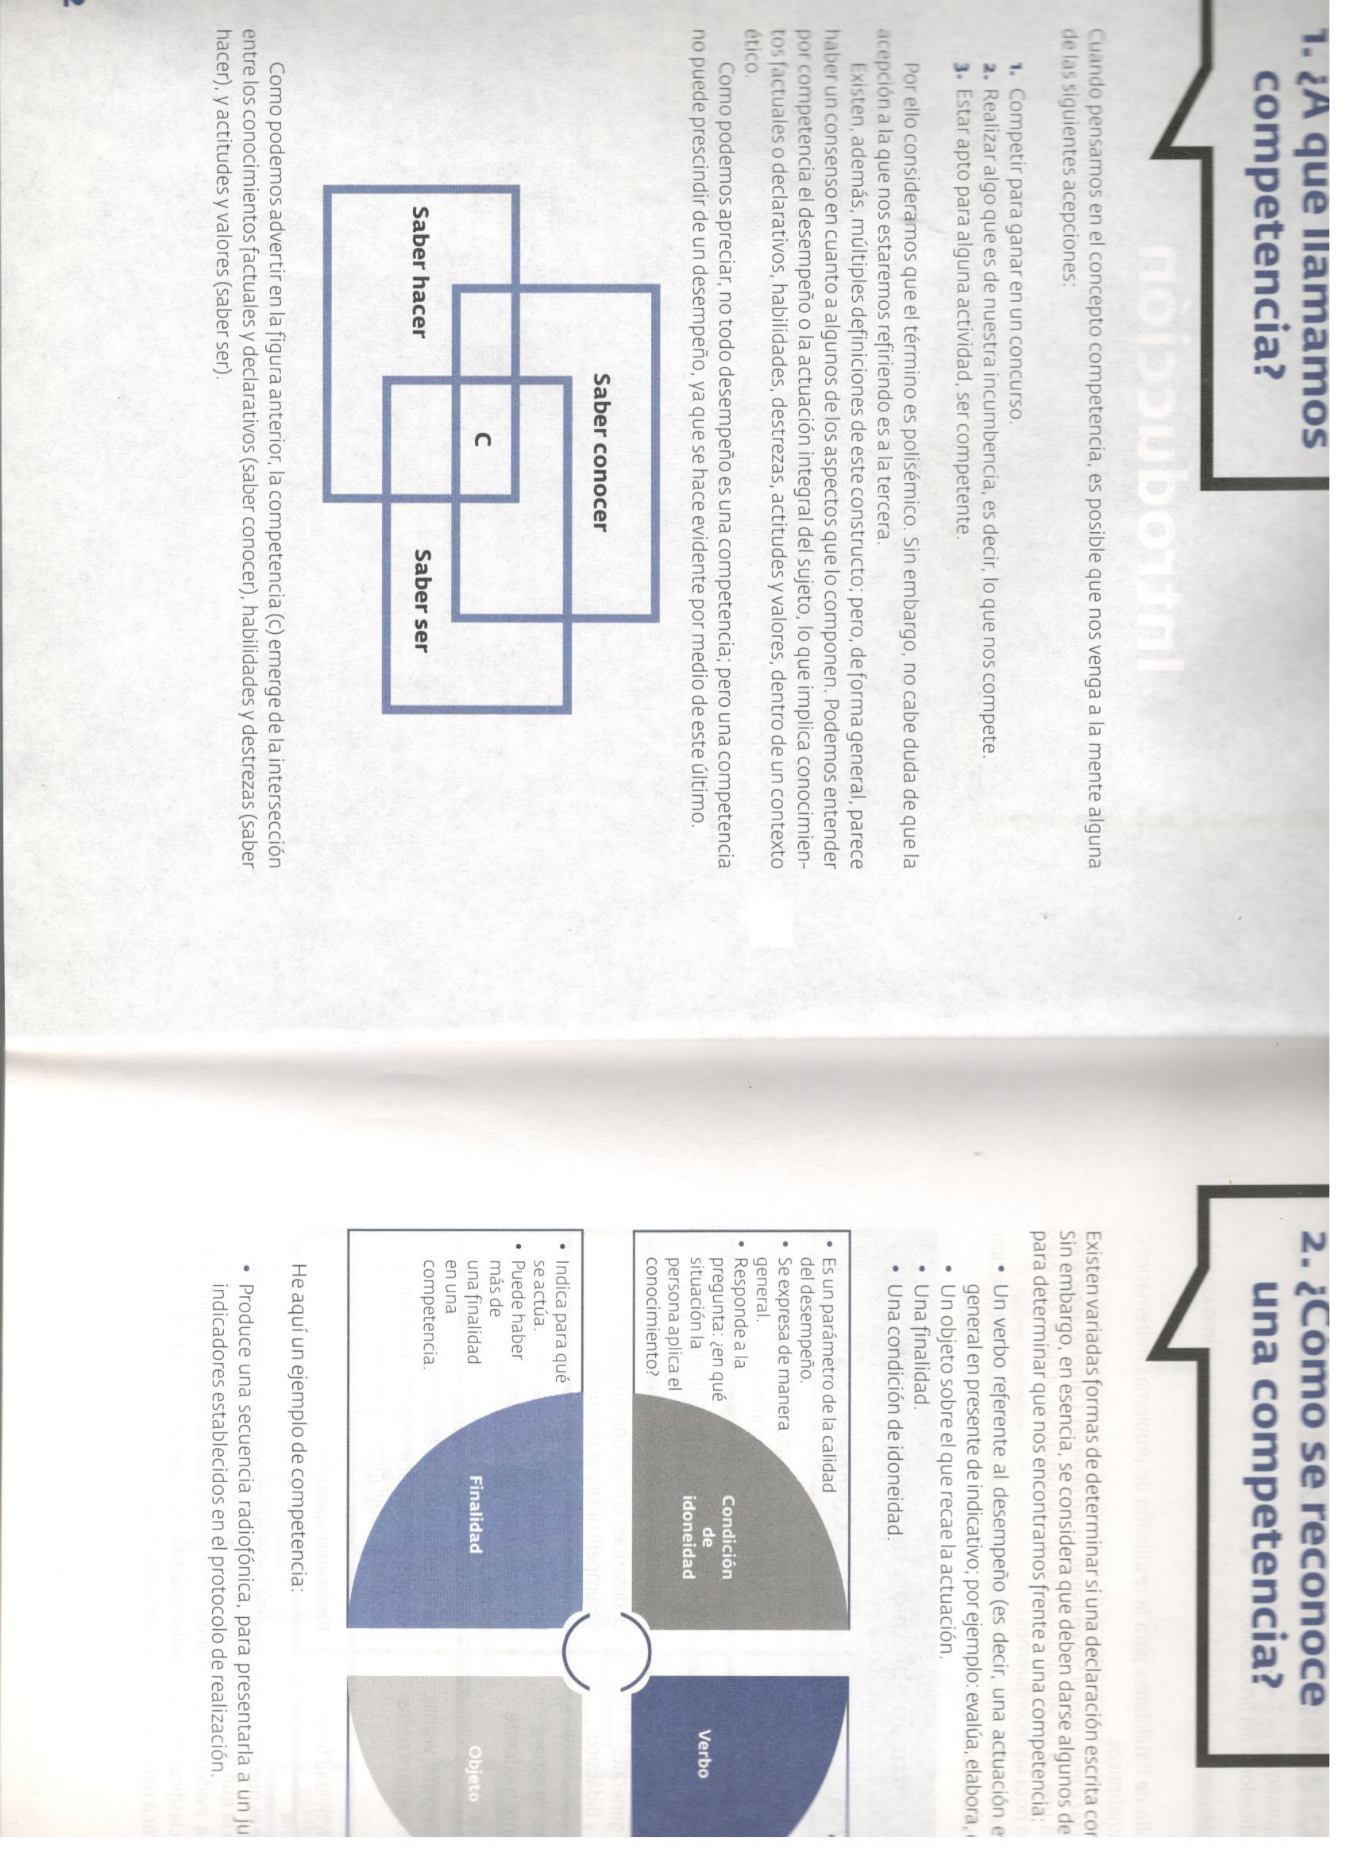 1. ¿A que llamamos
competencia?
Cuando pensamos en el concepto competencia, es posible que nos venga a la mente alguna
de las siguientes acepciones:
1. Competir para ganar en un concurso.
2. Realizar algo que es de nuestra incumbencia, es decir, lo que nos compete.
3. Estar apto para alguna actividad, ser competente.
Por ello consideramos que el término es polisémico. Sin embargo, no cabe duda de que la
acepción a la que nos estaremos refiriendo es a la tercera.
Existen, además, múltiples definiciones de este constructo; pero, de forma general, parece
haber un consenso en cuanto a algunos de los aspectos que lo componen. Podemos entender
por competencia el desempeño o la actuación integral del sujeto, lo que implica conocimien-
tos factuales o declarativos, habilidades, destrezas, actitudes y valores, dentro de un contexto
ético.
Como podemos apreciar, no todo desempeño es una competencia; pero una competencia
no puede prescindir de un desempeño, ya que se hace evidente por medio de este último.
Saber conocer
C
Saber hacer
Saber ser
Como podemos advertir en la figura anterior, la competencia (c) emerge de la intersección
entre los conocimientos factuales y declarativos (saber conocer), habilidades y destrezas (saber
hacer), y actitudes y valores (saber ser).
2
2. ¿Cómo se reconoce
una competencia?
Existen variadas formas de determinar si una declaración escrita
Sin embargo, en esencia, se considera que deben darse algunos de
para determinar que nos encontramos frente a una competencia:
• Un verbo referente al desempeño (es decir, una actuación
general en presente de indicativo; por ejemplo: evalúa, elabora,
• Un objeto sobre el que recae la actuación.
• Una finalidad.
• Una condición de idoneidad.
• Es un parámetro de la calidad
del desempeño.
• Se expresa de manera
general.
• Responde a la
pregunta: ¿en qué
situación la
persona aplica el
conocimiento?
Condición
de
idoneidad
Verbo
• Indica para qué
se actúa.
• Puede haber
más de
una finalidad
en una
competencia.
Finalidad
Objeto
He aquí un ejemplo de competencia:
• Produce una secuencia radiofónica, para presentarla a un
indicadores establecidos en el protocolo de realización.